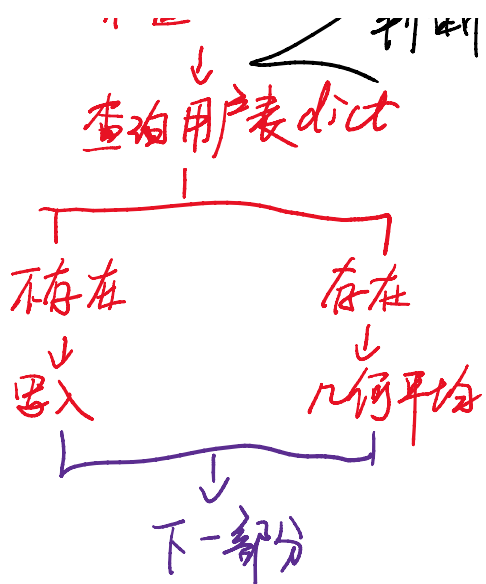 判断
查询用户表dict
不存在
存在
写入
几何平均
下一部分